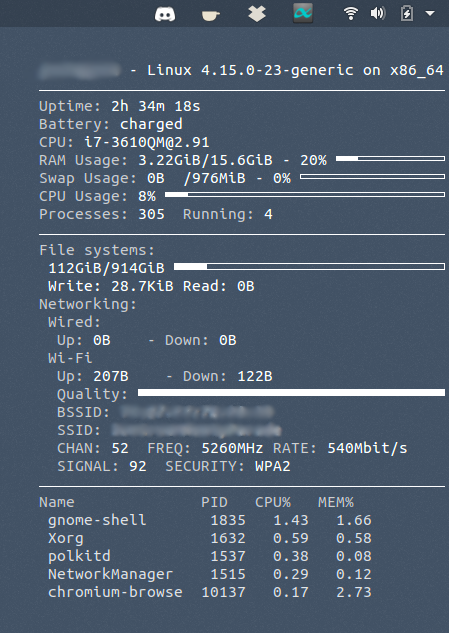 - Linux 4.15.0-23-generic on x86_64
Uptime: 2h 34m 18s
Battery: charged
CPU: i7-3610QM@2.91
RAM Usage: 3.22GiB/15.6GiB - 20%
Swap Usage: 0B /976MiB - 0%
CPU Usage: 8%
Processes: 305 Running: 4
File systems:
112GiB/914GiB
Write: 28.7KiB Read: 0B
Networking:
Wired:
Up: 0B - Down: 0B
Wi-Fi
Up: 207B - Down: 122B
Quality:
BSSID:
SSID:
CHAN: 52 FREQ: 5260MHz RATE: 540Mbit/s
SIGNAL: 92 SECURITY: WPA2
Name PID CPU% MEM%
gnome-shell 1835 1.43 1.66
Xorg 1632 0.59 0.58
polkitd 1537 0.38 0.08
NetworkManager 1515 0.29 0.12
chromium-browse 10137 0.17 2.73